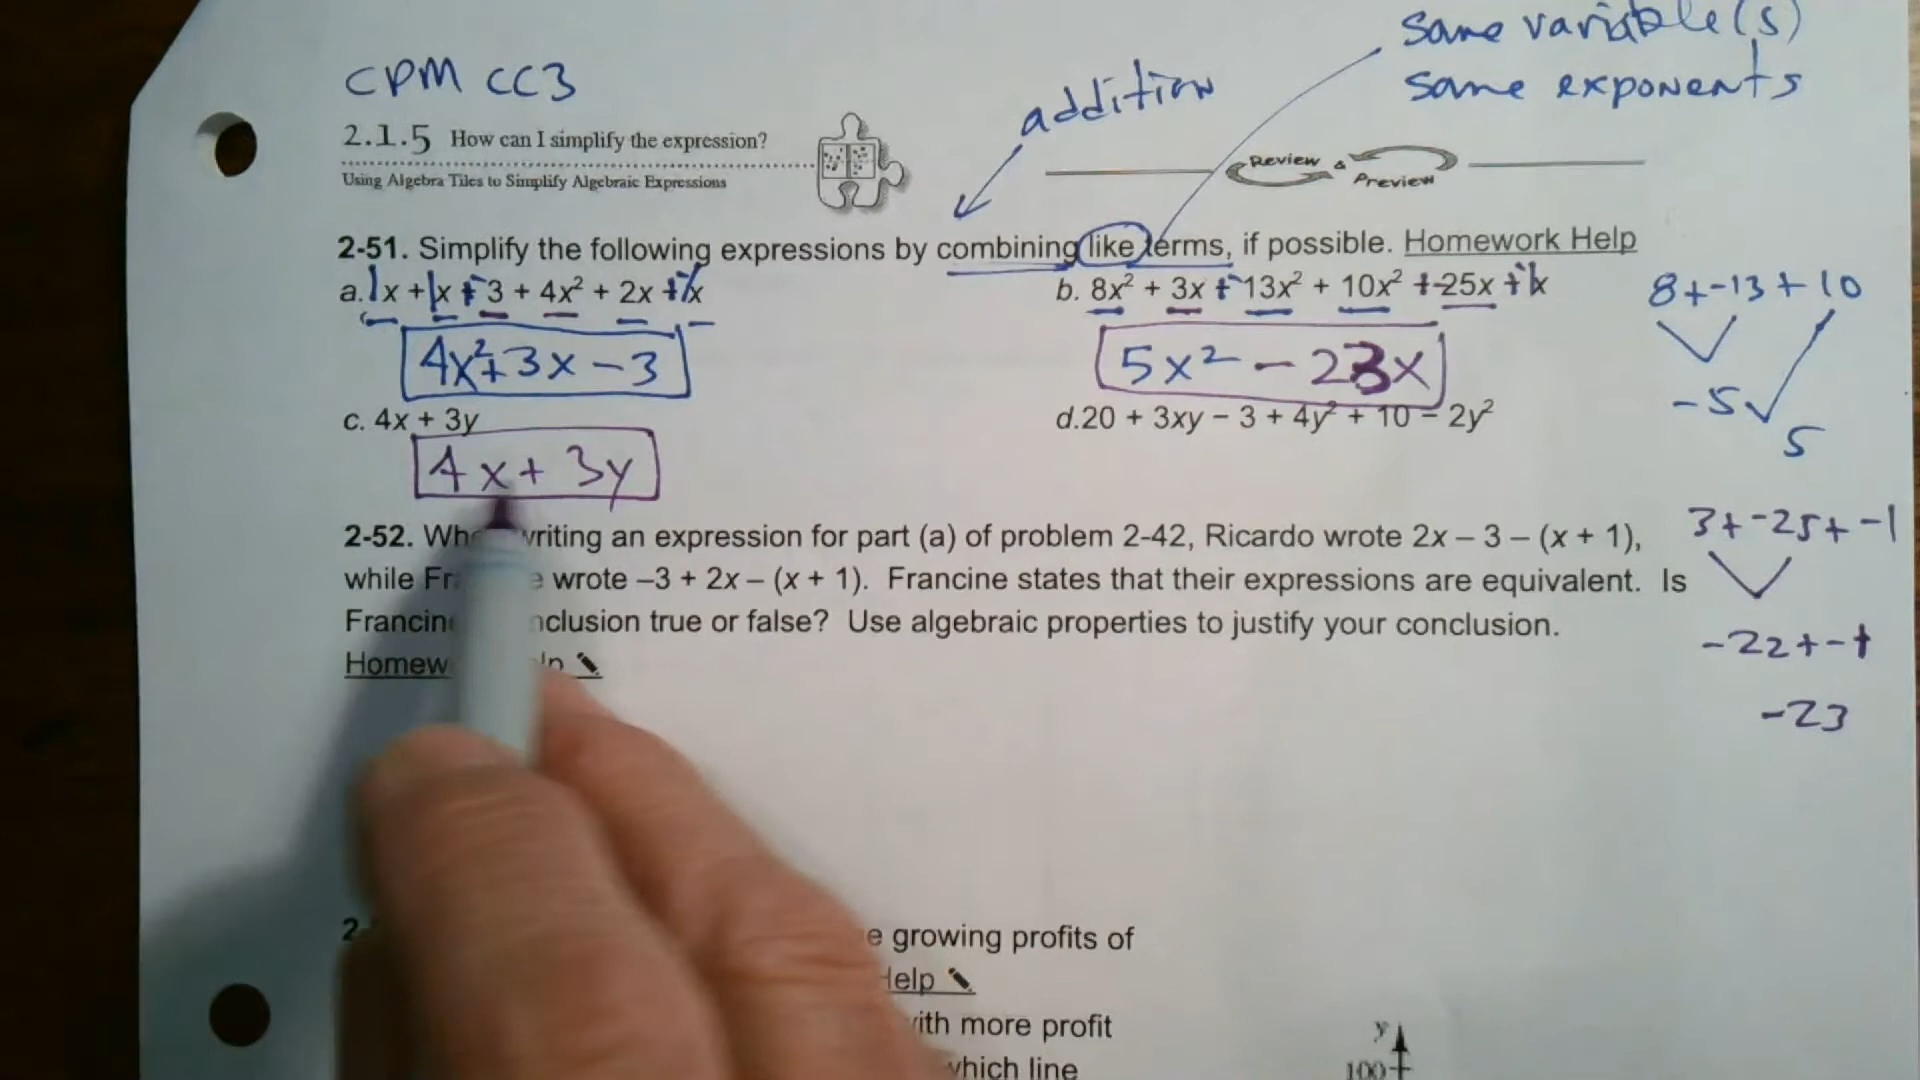 same variable(s)
same exponents
CPM CC3
addition
2.1.5 How can I simplify the expression?
Using Algebra Tiles to Simplify Algebraic Expressions
Review & Preview
2-51. Simplify the following expressions by combining like terms, if possible. Homework Help
a. 1x + 1x + -3 + 4x² + 2x + -1x
b. 8x² + 3x + -13x² + 10x² + -25x + -1x
8 + -13 + 10
-5
5
4x² + 3x - 3
5x² - 23x
c. 4x + 3y
d.20 + 3xy – 3 + 4y² + 10 – 2y²
4x + 3y
3 + -25 + -1
-22 + -1
-23
2-52. writing an expression for part (a) of problem 2-42, Ricardo wrote 2x – 3 – (x + 1),
while wrote –3 + 2x – (x + 1). Francine states that their expressions are equivalent. Is
true or false? Use algebraic properties to justify your conclusion.
growing profits of
with more profit
which line
y
100